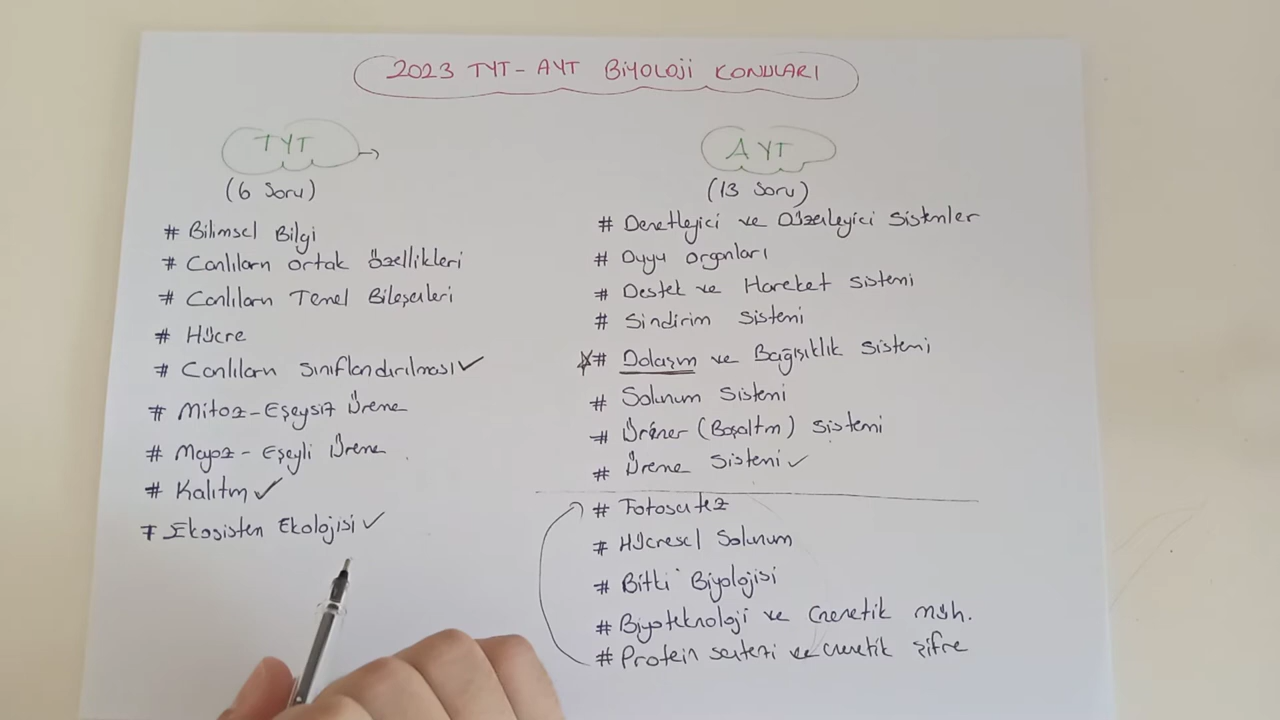 2023 TYT - AYT BİYOLOJİ KONULARI
TYT
(6 Soru)
# Bilimsel Bilgi
# Canlıların Ortak Özellikleri
# Canlıların Temel Bileşenleri
# Hücre
# Canlıların Sınıflandırılması ✓
# Mitoz - Eşeysiz Üreme
# Mayoz - Eşeyli Üreme
# Kalıtım ✓
# Ekosistem Ekolojisi ✓
AYT
(13 Soru)
# Denetleyici ve Düzenleyici Sistemler
# Duyu Organları
# Destek ve Hareket Sistemi
# Sindirim Sistemi
# Dolaşım ve Bağışıklık Sistemi
# Solunum Sistemi
# Üriner (Boşaltım) Sistemi
# Üreme Sistemi ✓
# Fotosentez
# Hücresel Solunum
# Bitki Biyolojisi
# Biyoteknoloji ve Genetik müh.
# Protein sentezi ve Genetik şifre